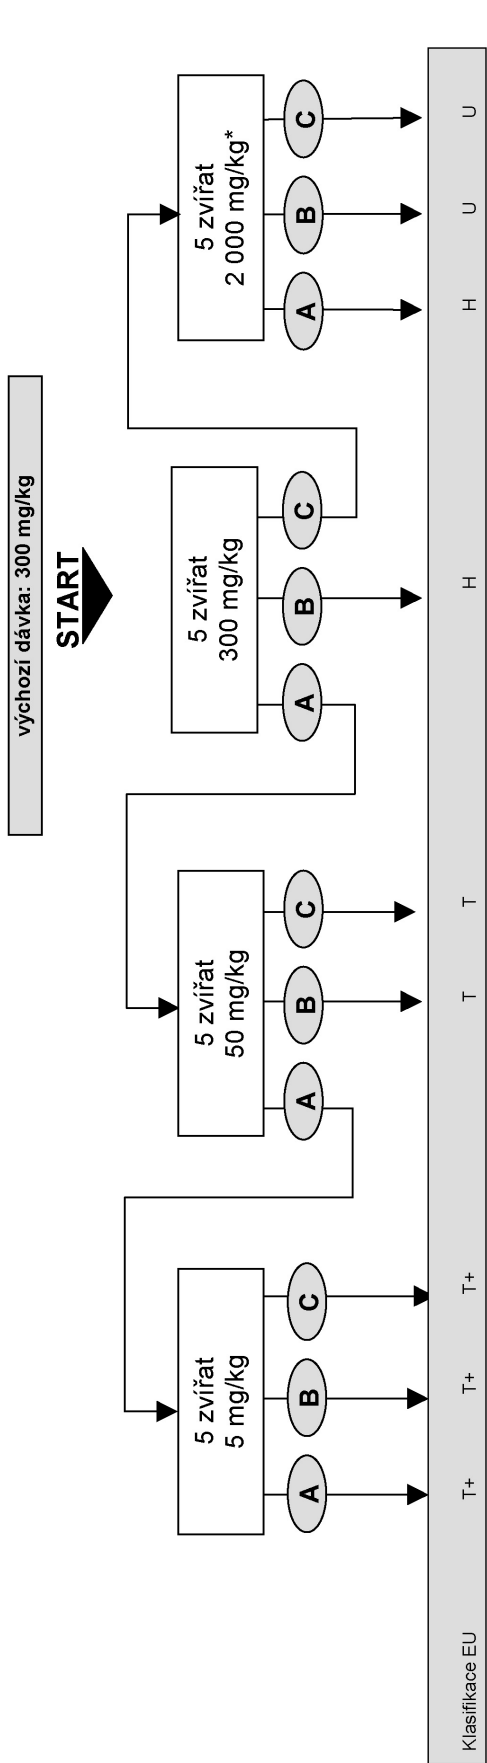 výchozí dávka: 300 mg/kg
START
5 zvířat
5 mg/kg
5 zvířat
50 mg/kg
5 zvířat
300 mg/kg
5 zvířat
2 000 mg/kg*
A
B
C
A
B
C
A
B
C
A
B
C
Klasifikace EU T+ T+ T+ T T H H U U